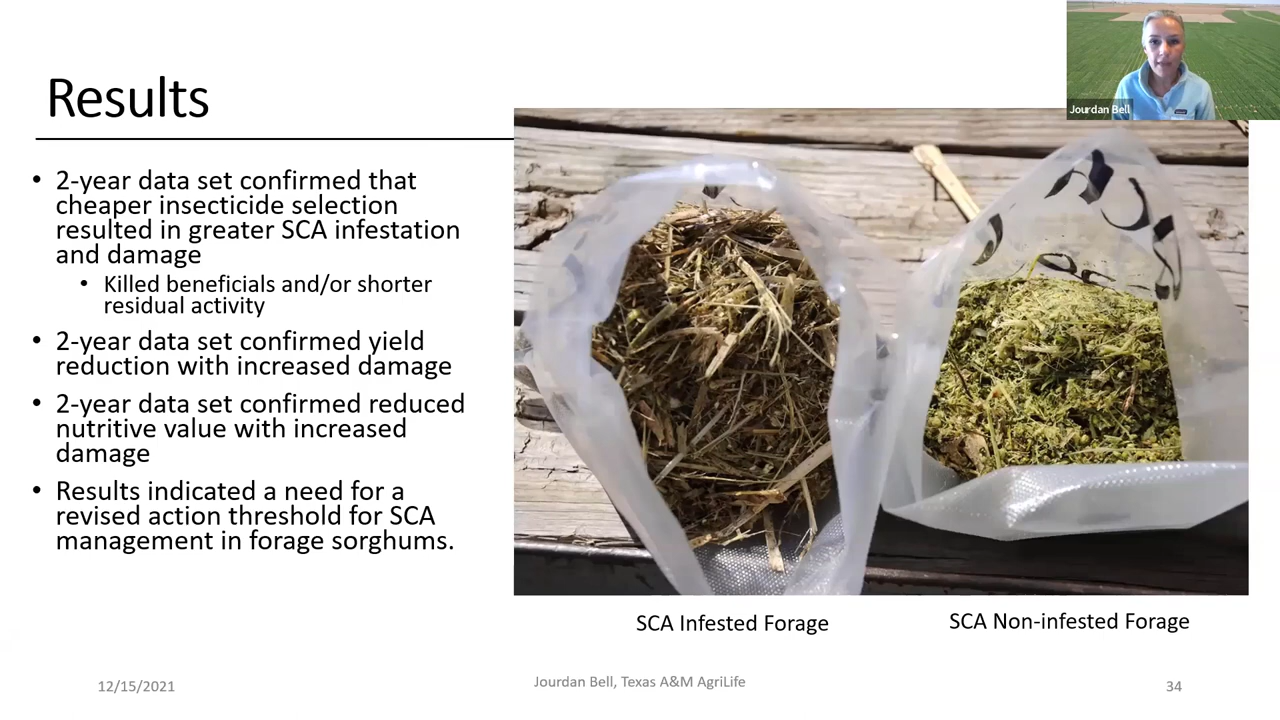 Jourdan Bell
Results
• 2-year data set confirmed that
cheaper insecticide selection
resulted in greater SCA infestation
and damage
• Killed beneficials and/or shorter
residual activity
• 2-year data set confirmed yield
reduction with increased damage
• 2-year data set confirmed reduced
nutritive value with increased
damage
• Results indicated a need for a
revised action threshold for SCA
management in forage sorghums.
SCA Infested Forage
SCA Non-infested Forage
12/15/2021
Jourdan Bell, Texas A&M AgriLife
34